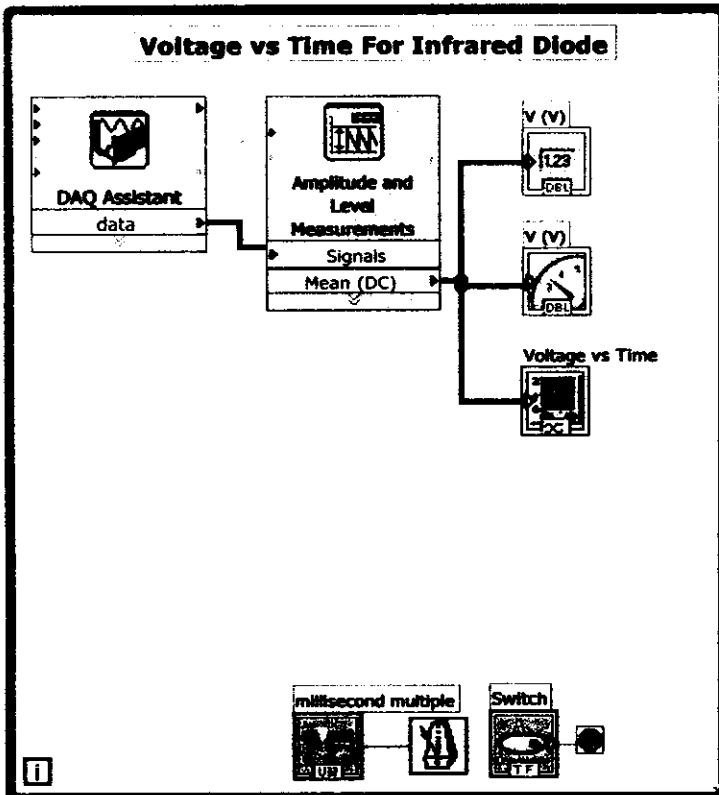 Voltage vs Time For Infrared Diode
DAQ Assistant
data
Amplitude and
Level
Measurements
Signals
Mean (DC)
V (V)
1.23
DBL
V (V)
DBL
Voltage vs Time
millisecond multiple
Switch
TF
i